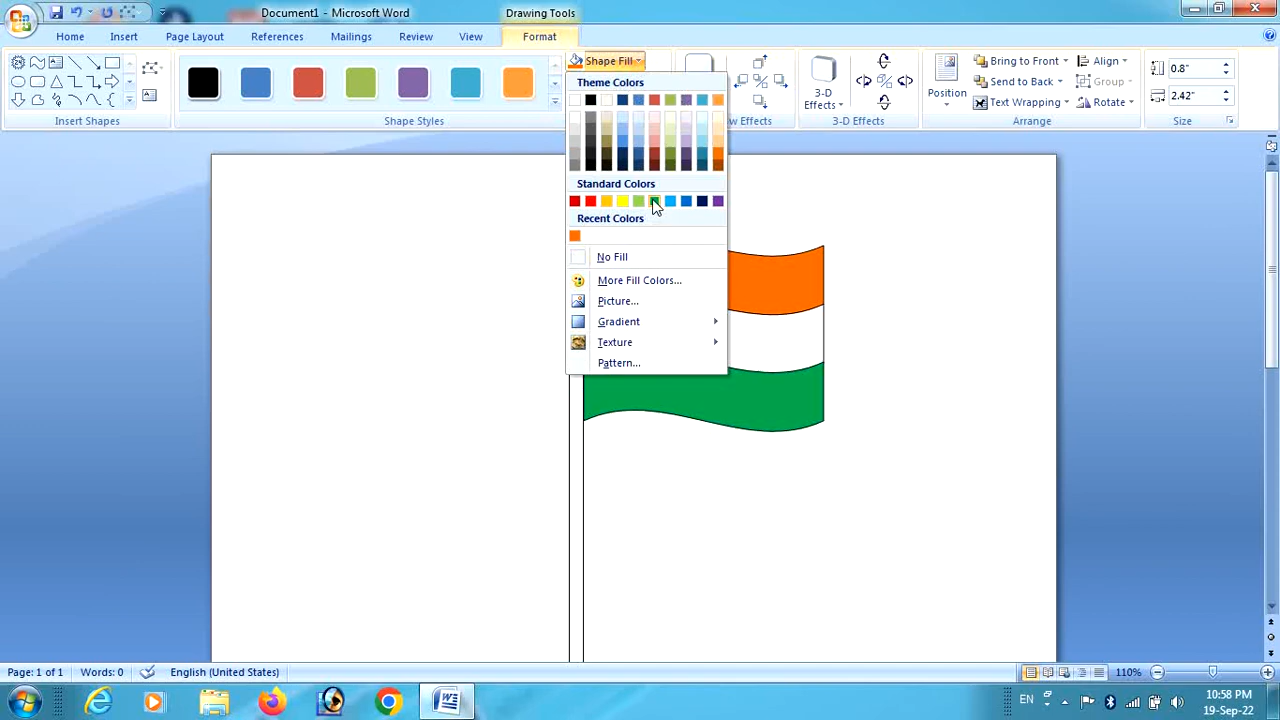 Document1 - Microsoft Word
Drawing Tools
Home Insert Page Layout References Mailings Review View Format
Shape Fill
Theme Colors
Standard Colors
Recent Colors
No Fill
More Fill Colors...
Picture...
Gradient
Texture
Pattern...
Insert Shapes
Shape Styles
w Effects
3-D
Effects
3-D Effects
Position
Bring to Front
Send to Back
Text Wrapping
Align
Group
Rotate
Arrange
0.8"
2.42"
Size
Page: 1 of 1 Words: 0 English (United States) 110%
EN
10:58 PM
19-Sep-22